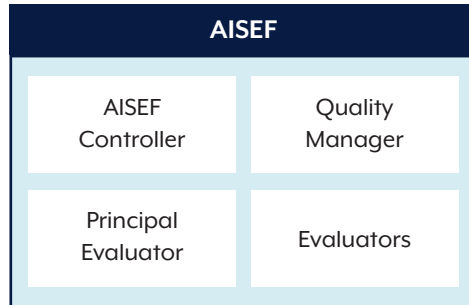 AISEF
AISEF
Controller
Quality
Manager
Principal
Evaluator
Evaluators